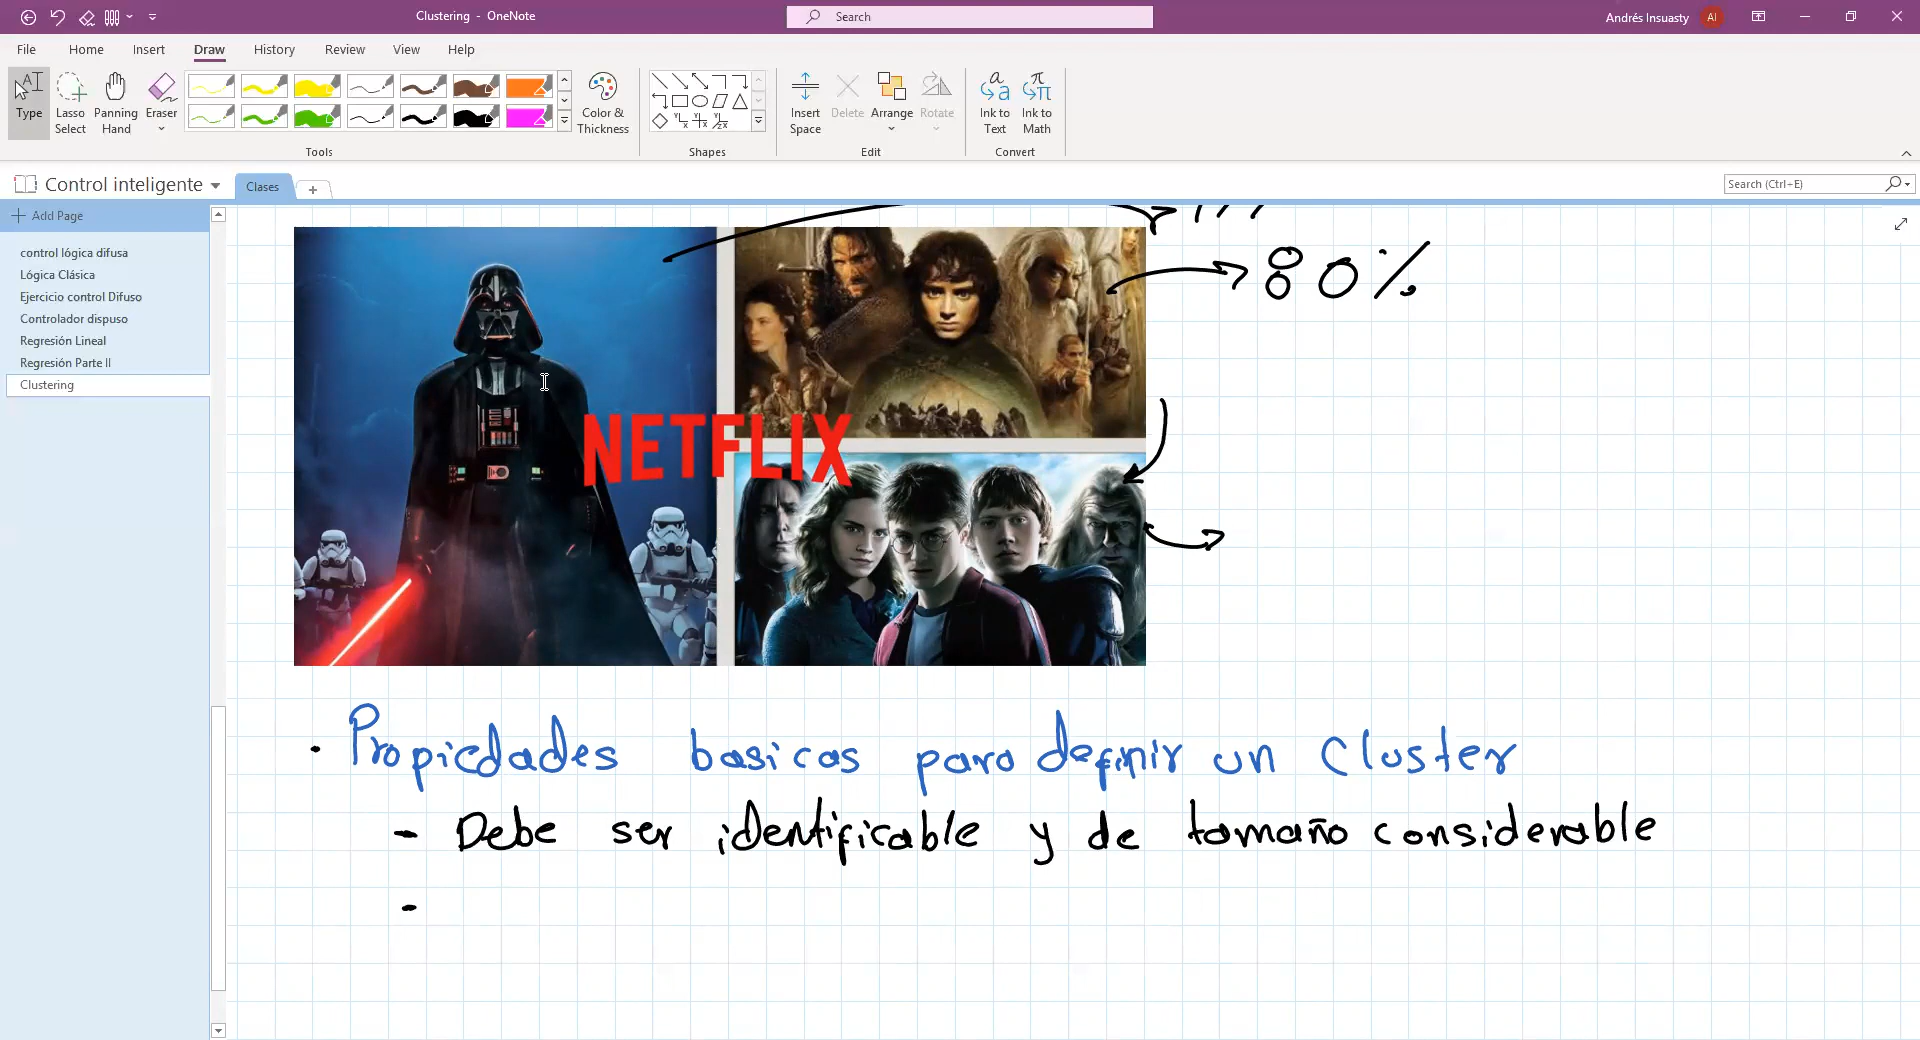 Clustering - OneNote
Search
Andrés Insuasty
AI
File Home Insert Draw History Review View Help
Type
Lasso Select
Panning Hand
Eraser
Color & Thickness
Insert Space
Delete
Arrange
Rotate
Ink to Text
Ink to Math
Tools
Shapes
Edit
Convert
Control inteligente
Clases
Search (Ctrl+E)
Add Page
control lógica difusa
Lógica Clásica
Ejercicio control Difuso
Controlador dispuso
Regresión Lineal
Regresión Parte II
Clustering
80%
NETFLIX
· Propiedades basicas para definir un Cluster
- Debe ser identificable y de tamaño considerable
-